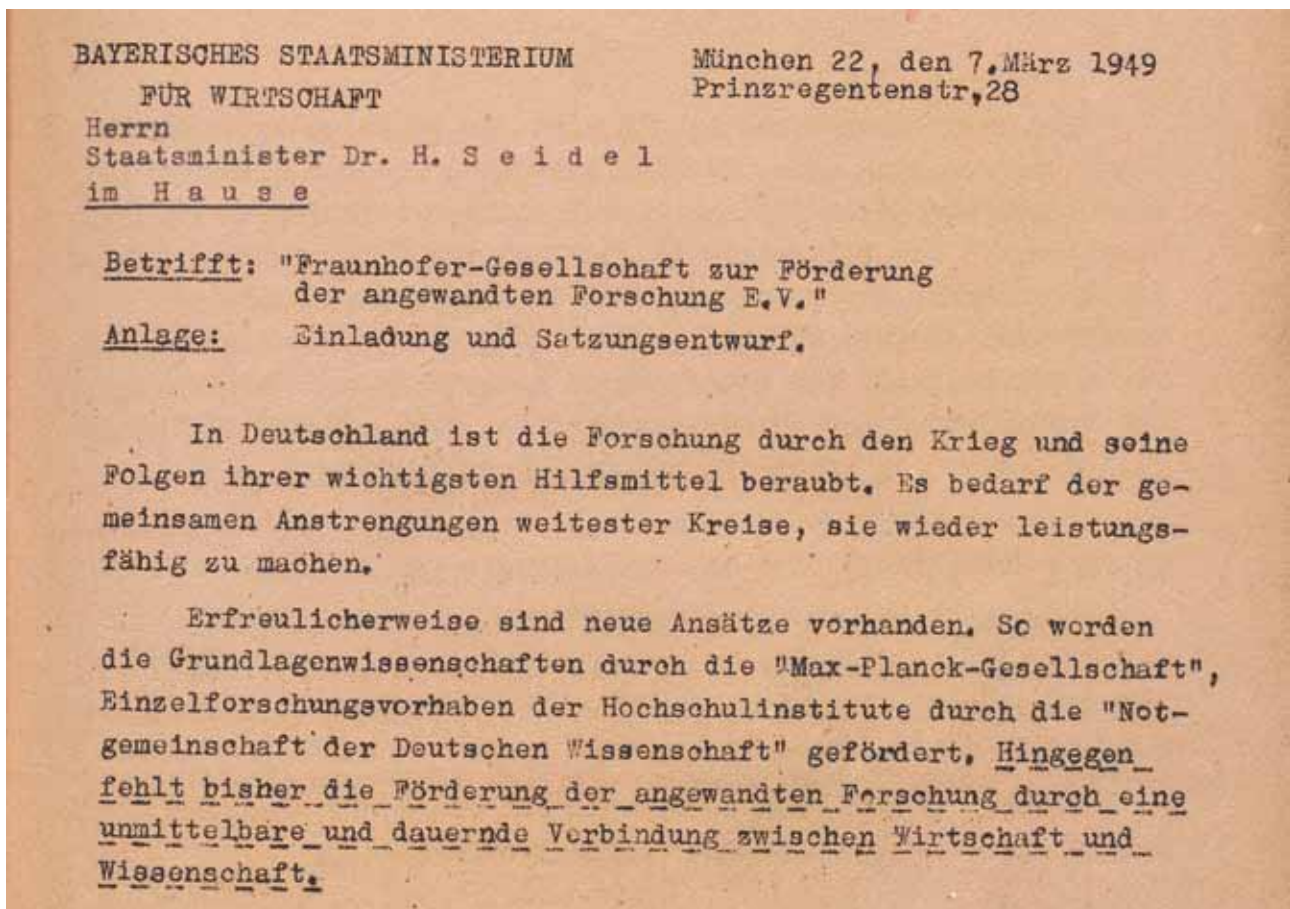 BAYERISCHES STAATSMINISTERIUM
FÜR WIRTSCHAFT
München 22, den 7.März 1949
Prinzregentenstr,28
Herrn
Staatsminister Dr. H. S e i d e l
im H a u s e
Betrifft: "Fraunhofer-Gesellschaft zur Förderung
der angewandten Forschung E.V."
Anlage: Einladung und Satzungsentwurf.
In Deutschland ist die Forschung durch den Krieg und seine
Folgen ihrer wichtigsten Hilfsmittel beraubt. Es bedarf der ge-
meinsamen Anstrengungen weitester Kreise, sie wieder leistungs-
fähig zu machen.
Erfreulicherweise sind neue Ansätze vorhanden. So werden
die Grundlagenwissenschaften durch die "Max-Planck-Gesellschaft",
Einzelforschungsvorhaben der Hochschulinstitute durch die "Not-
gemeinschaft der Deutschen Wissenschaft" gefördert. Hingegen
fehlt bisher die Förderung der angewandten Forschung durch eine
unmittelbare und dauernde Verbindung zwischen Wirtschaft und
Wissenschaft.